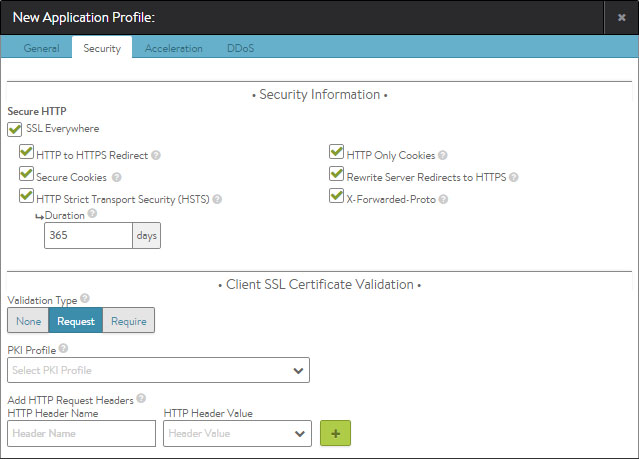 New Application Profile:
General Security Acceleration DDoS
• Security Information •
Secure HTTP
SSL Everywhere
HTTP to HTTPS Redirect HTTP Only Cookies
Secure Cookies Rewrite Server Redirects to HTTPS
HTTP Strict Transport Security (HSTS) X-Forwarded-Proto
Duration
365 days
• Client SSL Certificate Validation •
Validation Type
None Request Require
PKI Profile
Select PKI Profile
Add HTTP Request Headers
HTTP Header Name HTTP Header Value
Header Name Header Value